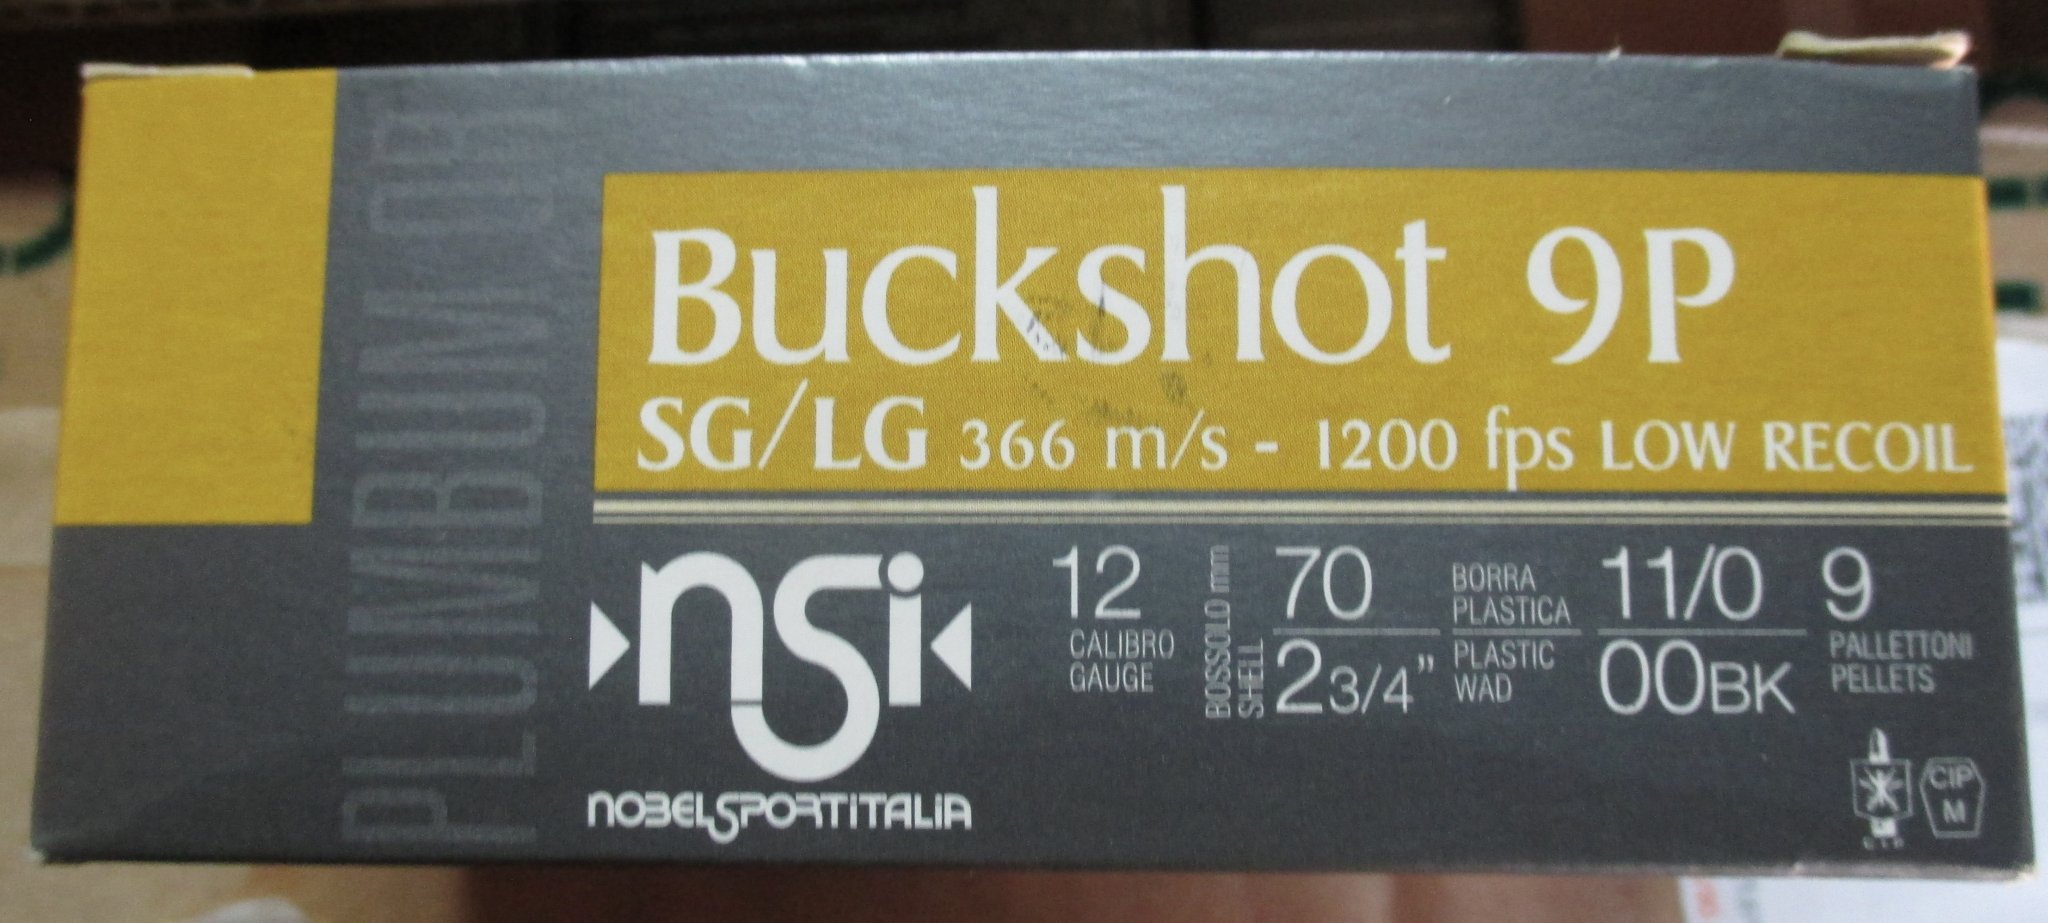 PLUMBUM OR
Buckshot 9P
SG/LG 366 m/s - 1200 fps LOW RECOIL
nsi
NOBELSPORTITALIA
12
CALIBRO
GAUGE
BOSSOLO mm
SHELL
70
2 3/4”
BORRA
PLASTICA
PLASTIC
WAD
11/0
00BK
9
PALLETTONI
PELLETS
CIP
CIP
M